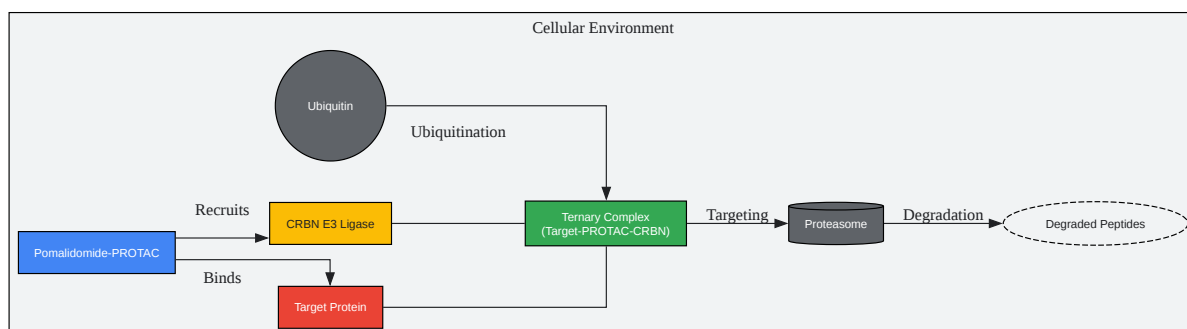 Cellular Environment
Ubiquitin
Ubiquitination
Recruits
CRBN E3 Ligase
Ternary Complex
(Target-PROTAC-CRBN)
Targeting
Proteasome
Degradation
Degraded Peptides
Pomalidomide-PROTAC
Binds
Target Protein